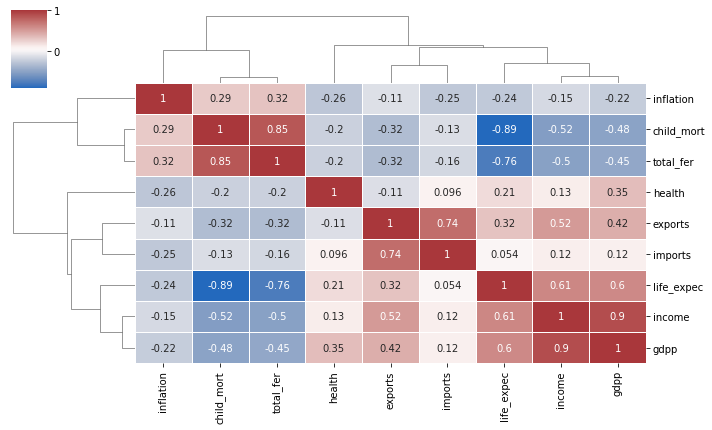 1
0
1 0.29 0.32 -0.26 -0.11 -0.25 -0.24 -0.15 -0.22 inflation
0.29 1 0.85 -0.2 -0.32 -0.13 -0.89 -0.52 -0.48 child_mort
0.32 0.85 1 -0.2 -0.32 -0.16 -0.76 -0.5 -0.45 total_fer
-0.26 -0.2 -0.2 1 -0.11 0.096 0.21 0.13 0.35 health
-0.11 -0.32 -0.32 -0.11 1 0.74 0.32 0.52 0.42 exports
-0.25 -0.13 -0.16 0.096 0.74 1 0.054 0.12 0.12 imports
-0.24 -0.89 -0.76 0.21 0.32 0.054 1 0.61 0.6 life_expec
-0.15 -0.52 -0.5 0.13 0.52 0.12 0.61 1 0.9 income
-0.22 -0.48 -0.45 0.35 0.42 0.12 0.6 0.9 1 gdpp
inflation child_mort total_fer health exports imports life_expec income gdpp